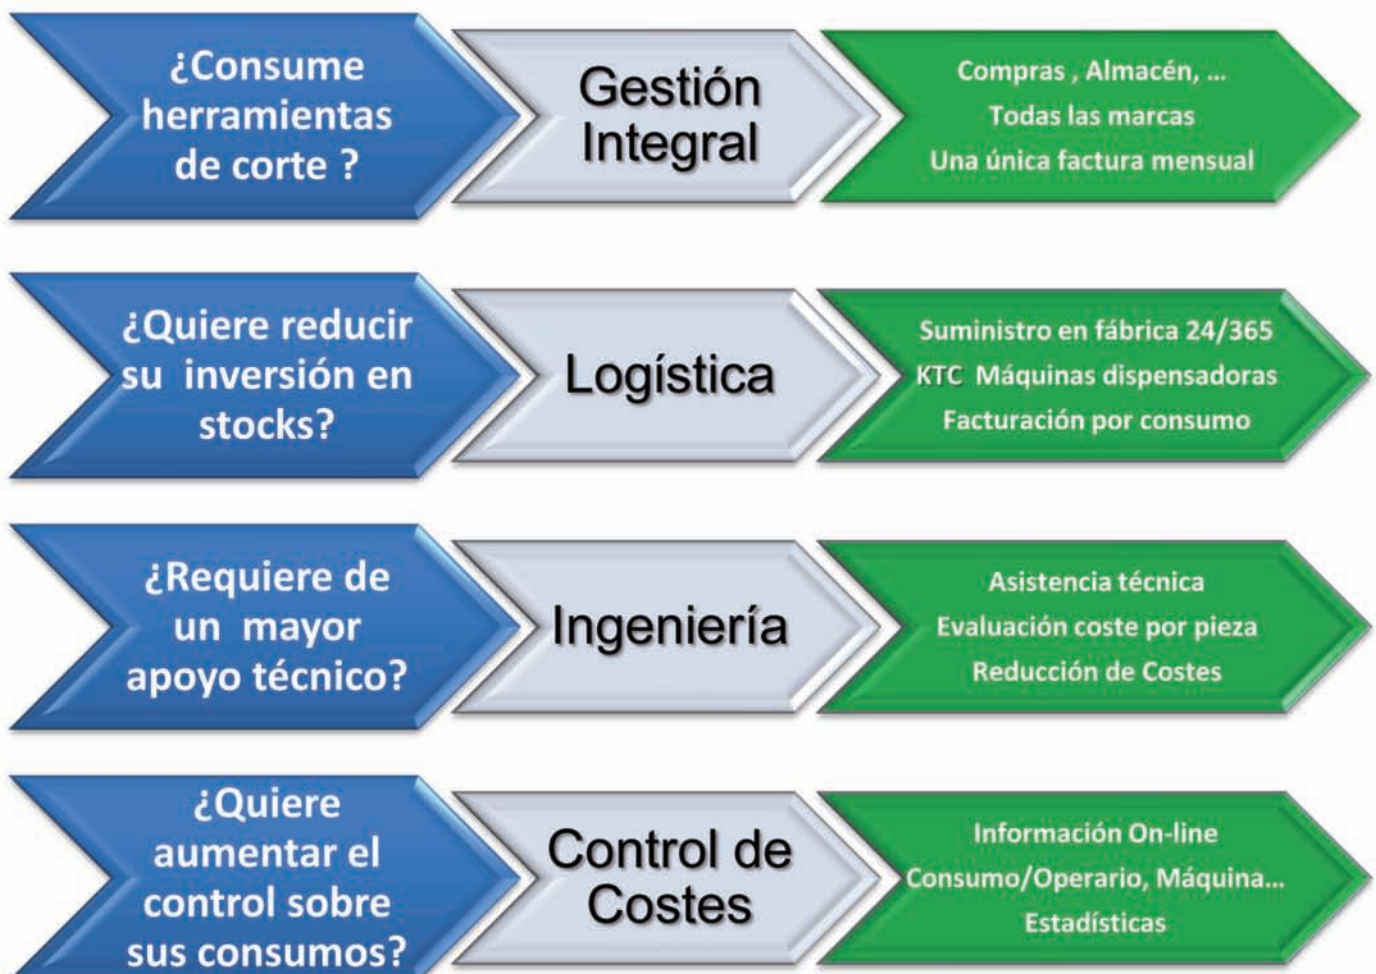 ¿Consume
herramientas
de corte ?
Gestión
Integral
Compras , Almacén, ...
Todas las marcas
Una única factura mensual
¿Quiere reducir
su inversión en
stocks?
Logística
Suministro en fábrica 24/365
KTC Máquinas dispensadoras
Facturación por consumo
¿Requiere de
un mayor
apoyo técnico?
Ingeniería
Asistencia técnica
Evaluación coste por pieza
Reducción de Costes
¿Quiere
aumentar el
control sobre
sus consumos?
Control de
Costes
Información On-line
Consumo/Operario, Máquina...
Estadísticas